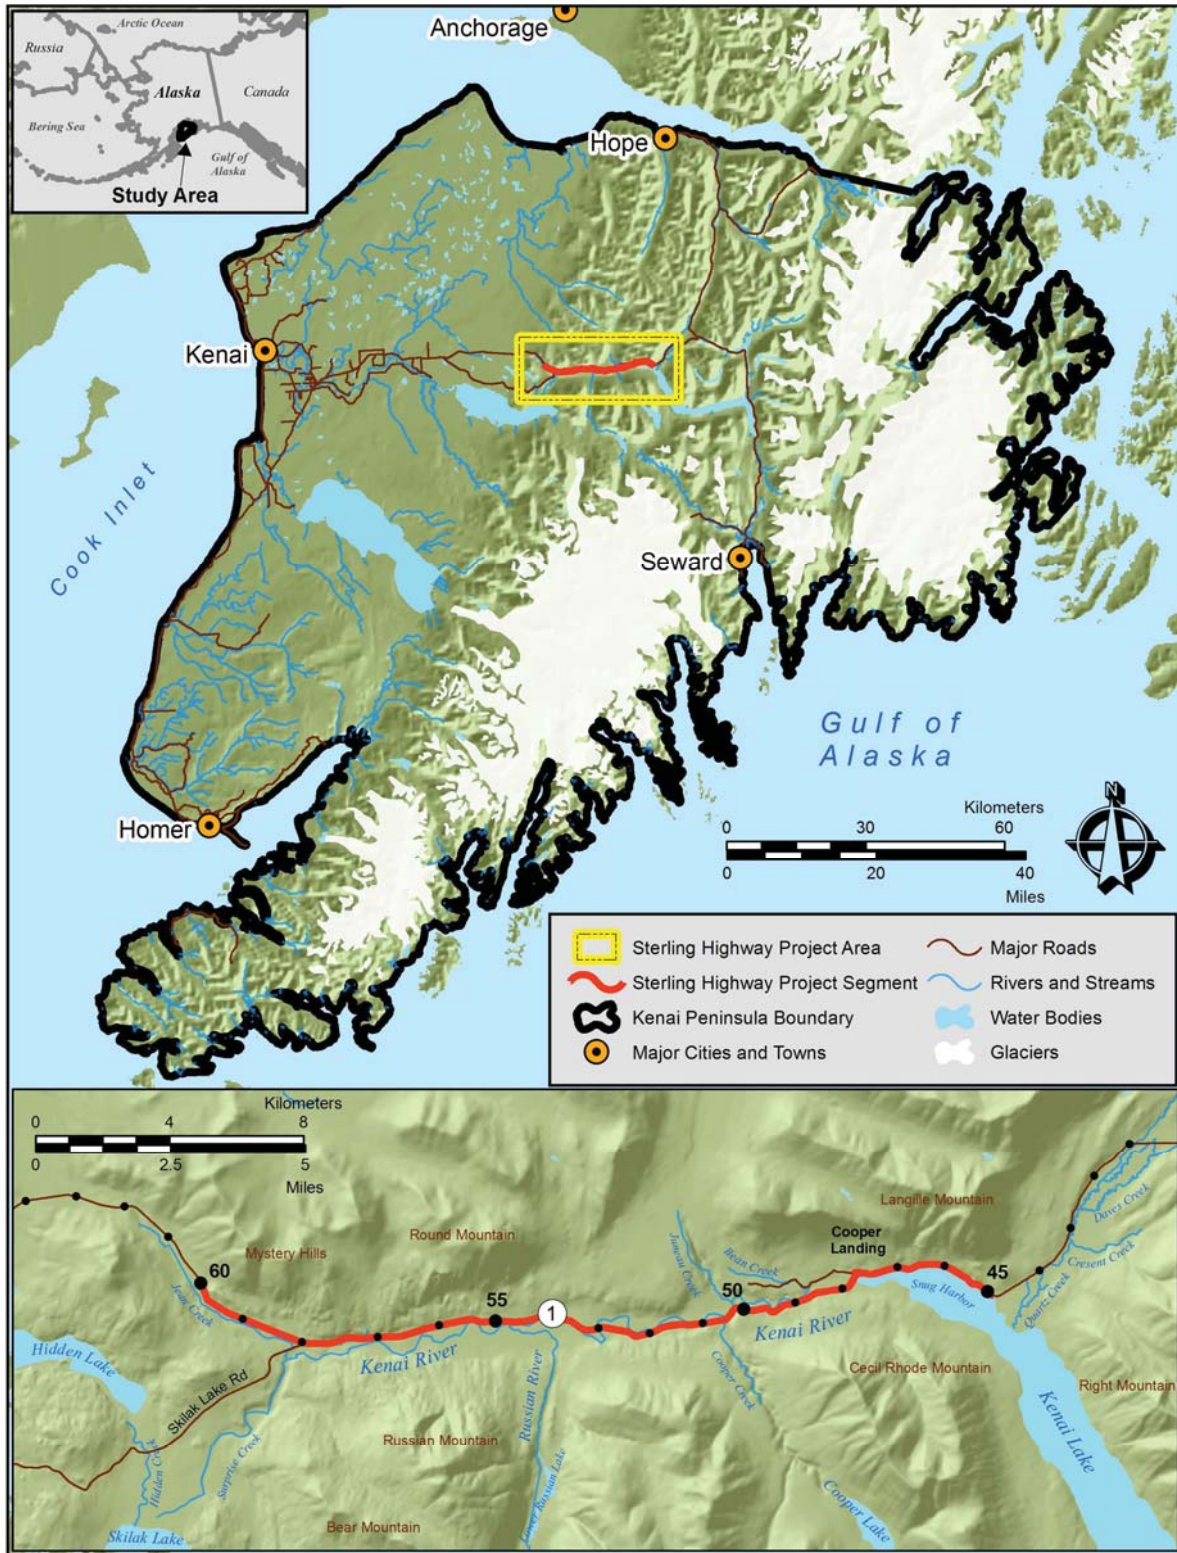 Arctic Ocean
Russia
Alaska
Canada
Bering Sea
Gulf of
Alaska
Study Area
Anchorage
Hope
Kenai
Cook Inlet
Seward
Homer
Gulf of
Alaska
N
Kilometers
0 30 60
0 20 40
Miles
Sterling Highway Project Area
Sterling Highway Project Segment
Kenai Peninsula Boundary
Major Cities and Towns
Major Roads
Rivers and Streams
Water Bodies
Glaciers
Kilometers
0 4 8
0 2.5 5
Miles
Langille Mountain
Daves Creek
Round Mountain
Mystery Hills
Juneau Creek
Bean Creek
Cooper
Landing
Cresent Creek
Quartz Creek
60
Jean Creek
55
1
50
Snug Harbor
45
Kenai River
Kenai River
Hidden Lake
Skilak Lake Rd
Russian River
Cooper Creek
Cecil Rhode Mountain
Right Mountain
Kenai Lake
Russian Mountain
Hidden Creek
Surprise Creek
Lower Russian Lake
Cooper Lake
Bear Mountain
Skilak Lake